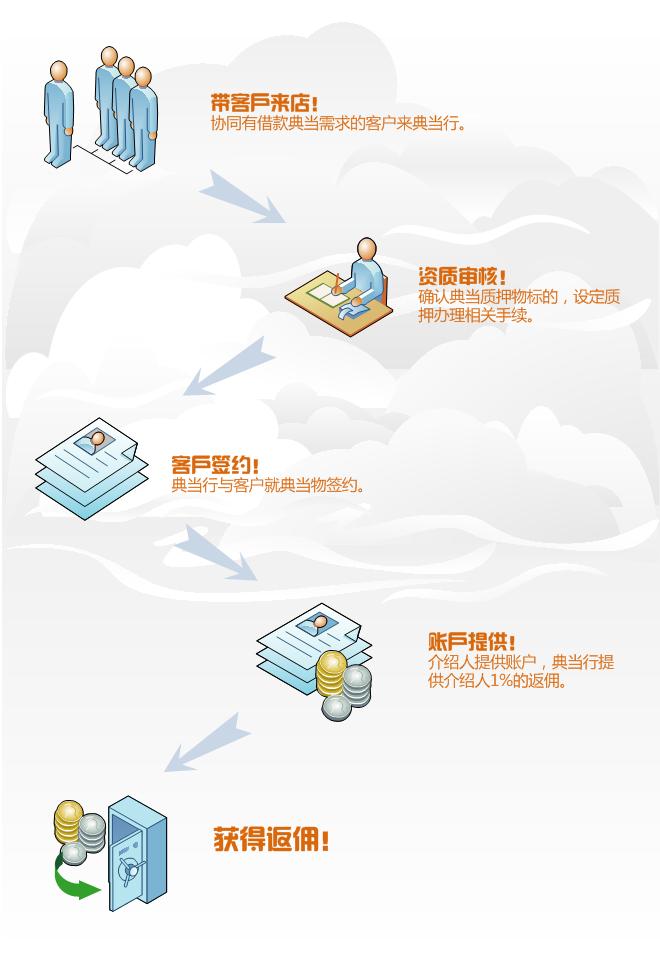 带客戶来店!
协同有借款典当需求的客户来典当行。
资质审核!
确认典当质押物标的，设定质
押办理相关手续。
客戶签约!
典当行与客户就典当物签约。
账戶提供!
介绍人提供账户，典当行提
供介绍人1%的返佣。
获得返佣!